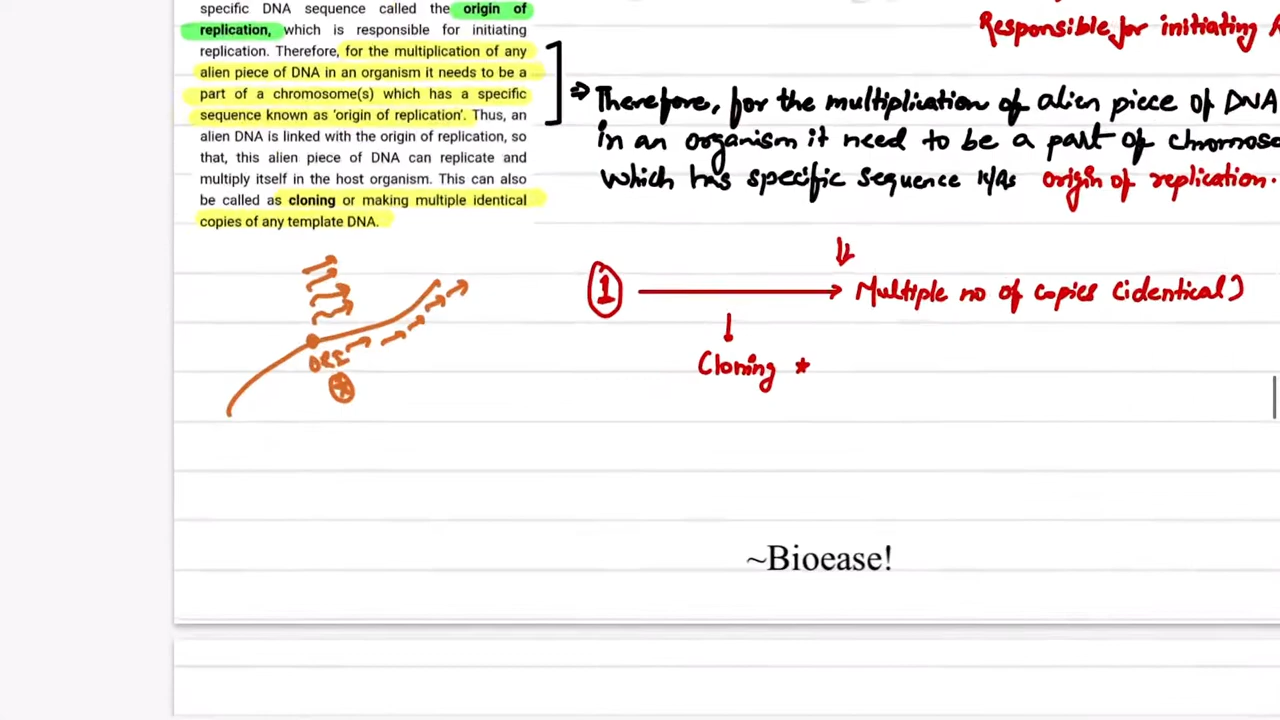 specific DNA sequence called the origin of
replication, which is responsible for initiating
replication. Therefore, for the multiplication of any
alien piece of DNA in an organism it needs to be a
part of a chromosome(s) which has a specific
sequence known as 'origin of replication'. Thus, an
alien DNA is linked with the origin of replication, so
that, this alien piece of DNA can replicate and
multiply itself in the host organism. This can also
be called as cloning or making multiple identical
copies of any template DNA.
ORI
Responsible for initiating
⇒ Therefore, for the multiplication of alien piece of DNA
in an organism it need to be a part of chromoso
which has specific sequence k/as origin of replication.
1 → Multiple no of copies (identical)
Cloning *
~Bioease!